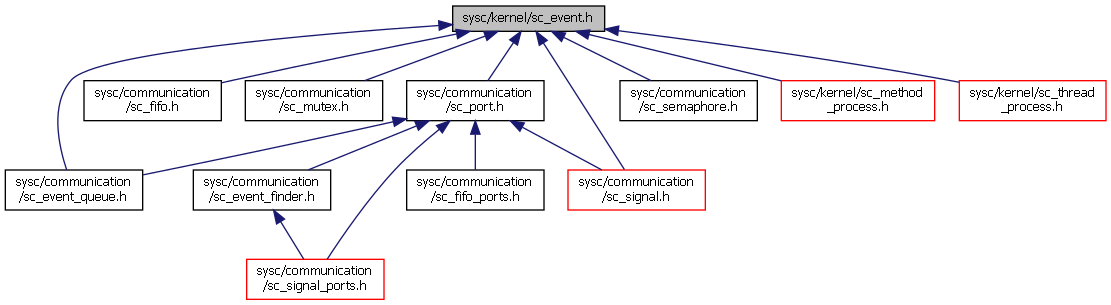 sysc/kernel/sc_event.h
sysc/communication
/sc_fifo.h
sysc/communication
/sc_mutex.h
sysc/communication
/sc_port.h
sysc/communication
/sc_semaphore.h
sysc/kernel/sc_method
_process.h
sysc/kernel/sc_thread
_process.h
sysc/communication
/sc_event_queue.h
sysc/communication
/sc_event_finder.h
sysc/communication
/sc_fifo_ports.h
sysc/communication
/sc_signal.h
sysc/communication
/sc_signal_ports.h